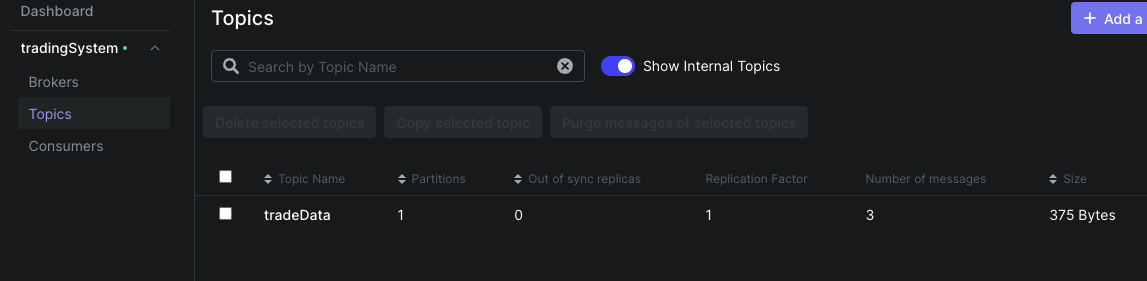 Dashboard
tradingSystem
Brokers
Topics
Consumers
Topics
+ Add a
Search by Topic Name
Show Internal Topics
Delete selected topics
Copy selected topic
Purge messages of selected topics
Topic Name Partitions Out of sync replicas Replication Factor Number of messages Size
tradeData 1 0 1 3 375 Bytes